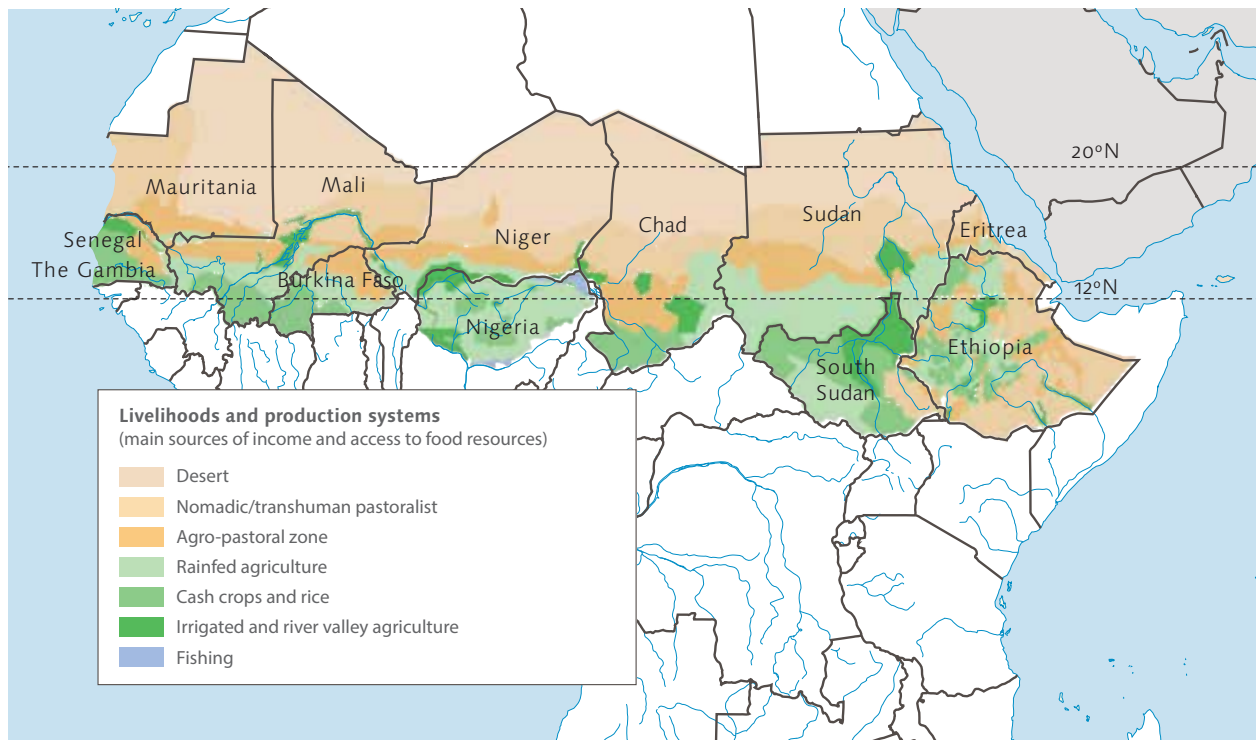 20ºN
Mauritania
Mali
Niger
Chad
Sudan
Eritrea
Senegal
The Gambia
Burkina Faso
12ºN
Nigeria
Ethiopia
South
Sudan
Livelihoods and production systems
(main sources of income and access to food resources)
Desert
Nomadic/transhuman pastoralist
Agro-pastoral zone
Rainfed agriculture
Cash crops and rice
Irrigated and river valley agriculture
Fishing